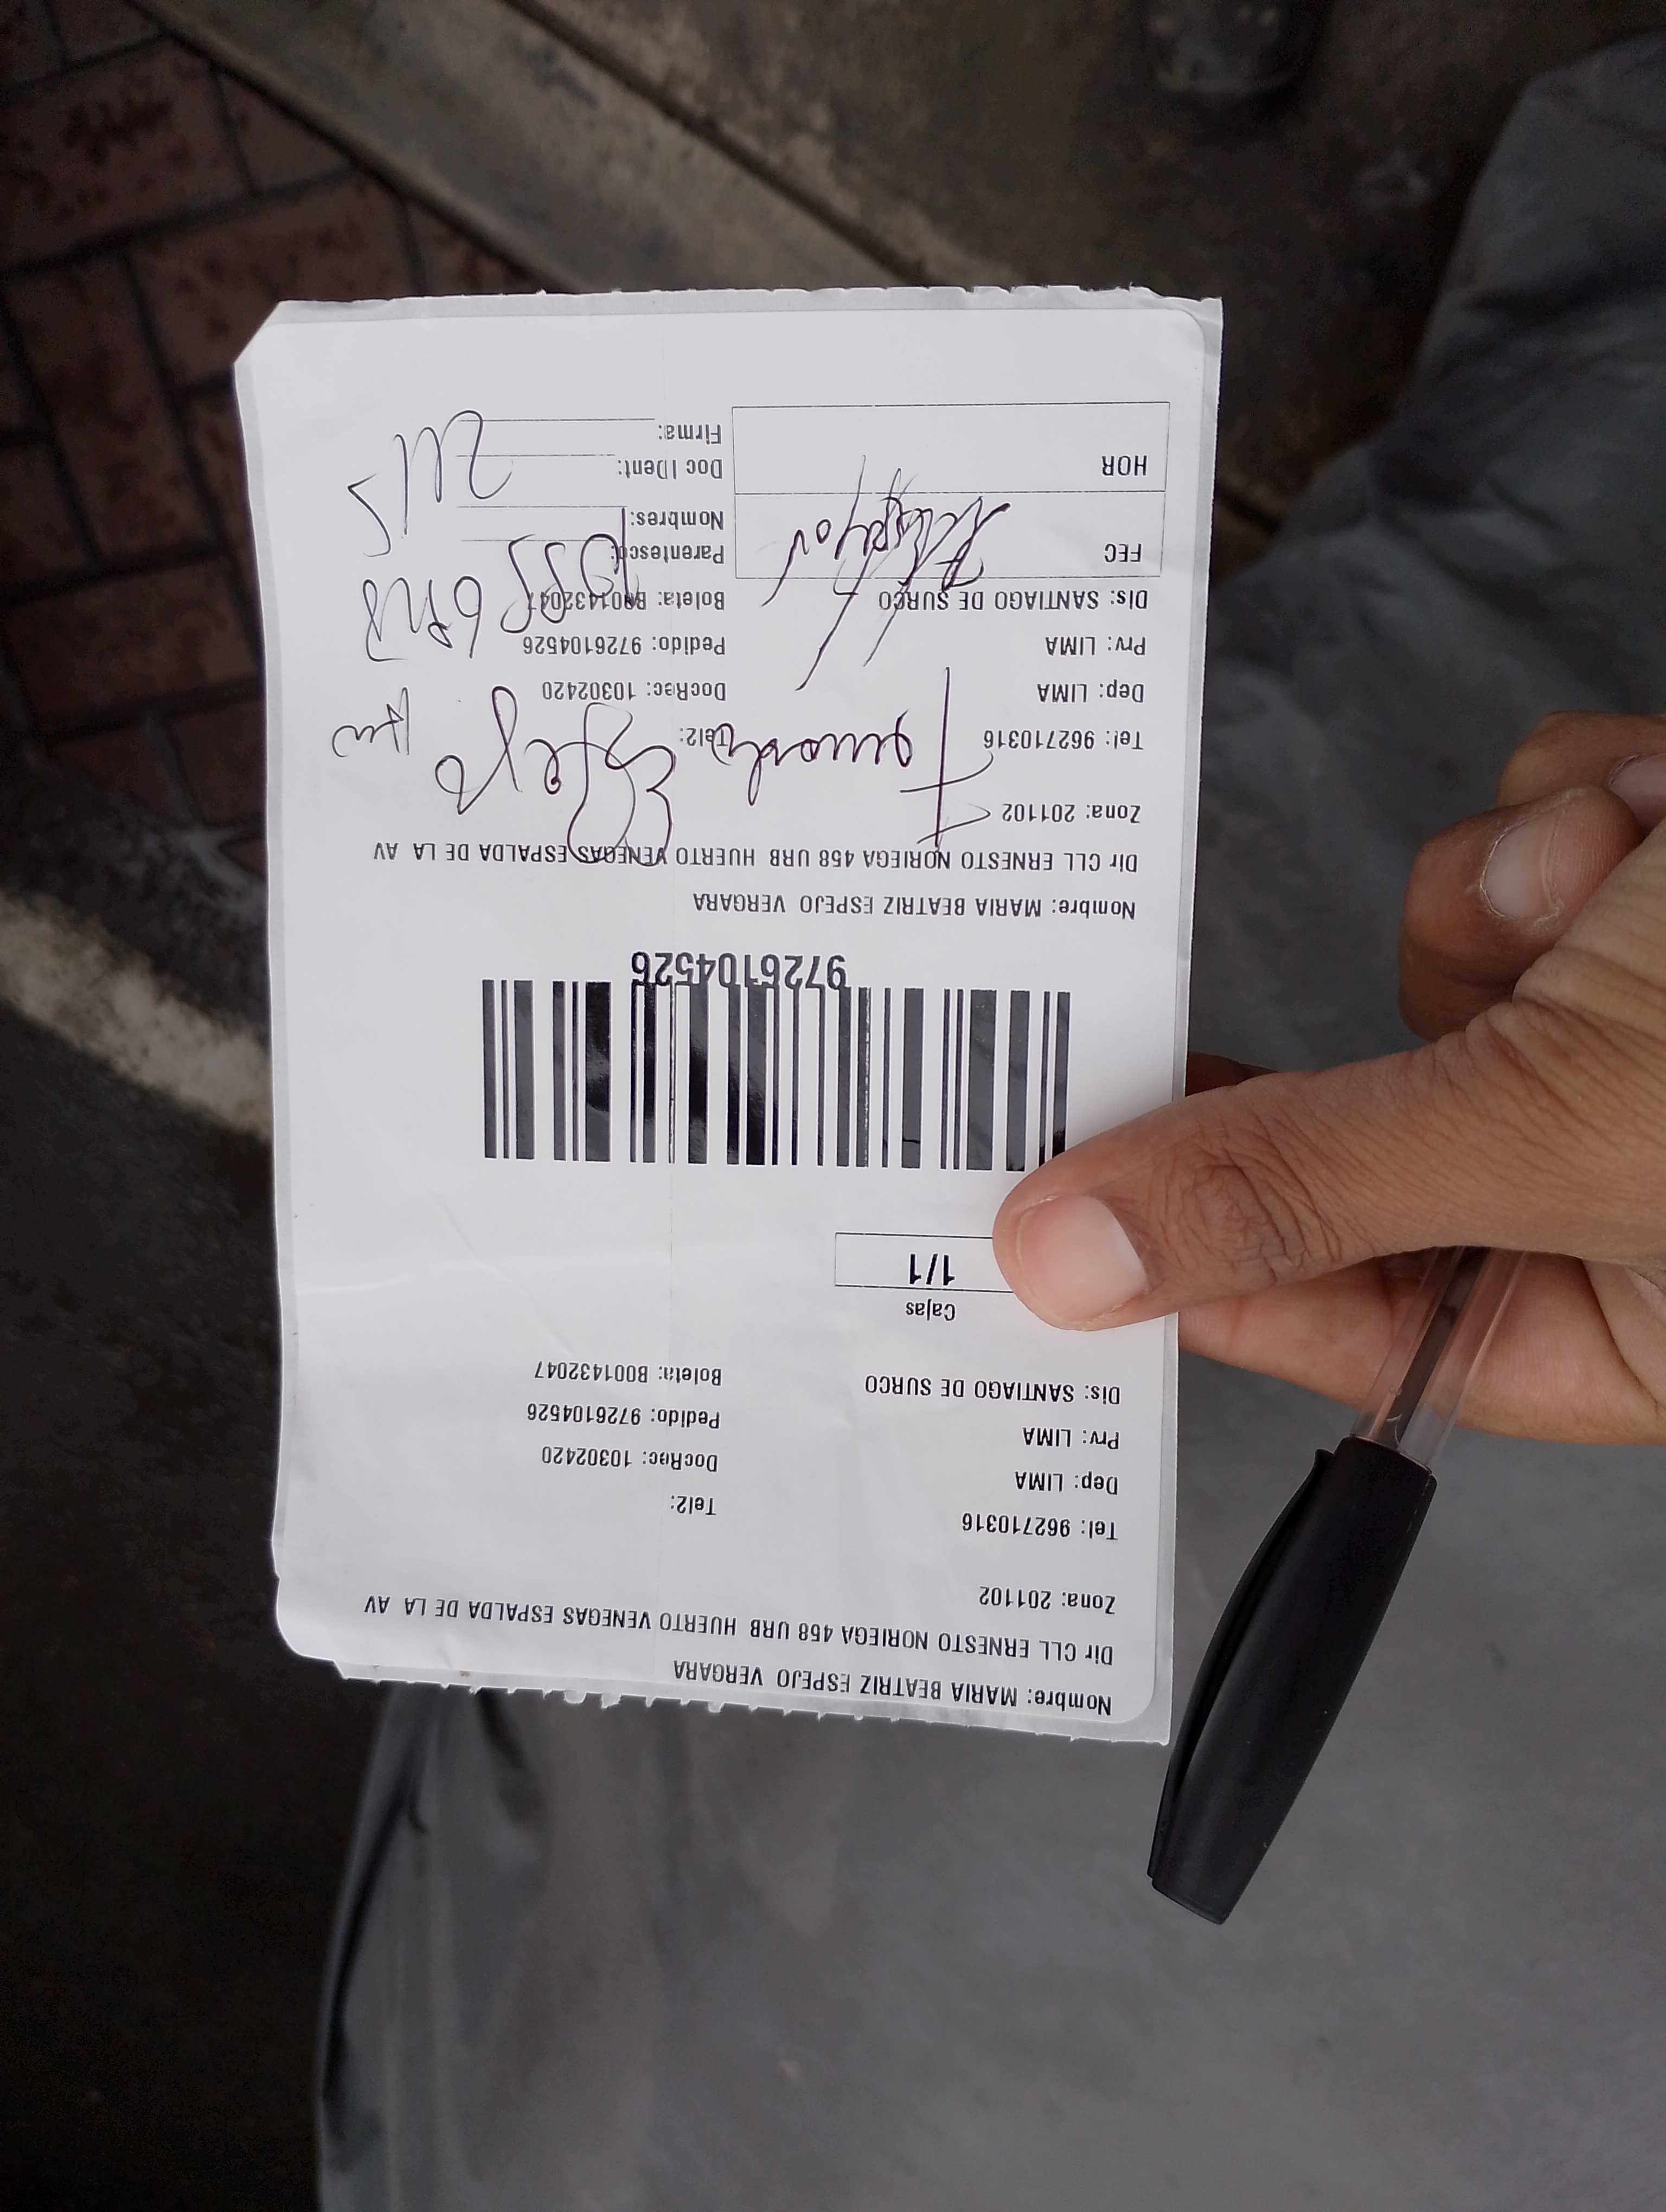 Nombre: MARIA BEATRIZ ESPEJO VERGARA
Dir CLL ERNESTO NORIEGA 458 URB HUERTO VENEGAS ESPALDA DE LA AV
Zona: 201102
Tel: 962710316 Tel2:
Dep: LIMA DocRec: 10302420
Prv: LIMA Pedido: 9726104526
Dis: SANTIAGO DE SURCO Boleta: B001432047
Cajas
1/1
9726104526
Nombre: MARIA BEATRIZ ESPEJO VERGARA
Dir CLL ERNESTO NORIEGA 458 URB HUERTO VENEGAS ESPALDA DE LA AV
Zona: 201102
Espejo
Tel: 962710316 Tel2:
Dep: LIMA DocRec: 10302420
Prv: LIMA Pedido: 9726104526
Dis: SANTIAGO DE SURCO Boleta: B001432047
FEC Parentesco:
Nombres:
HOR Doc IDent:
Firma: